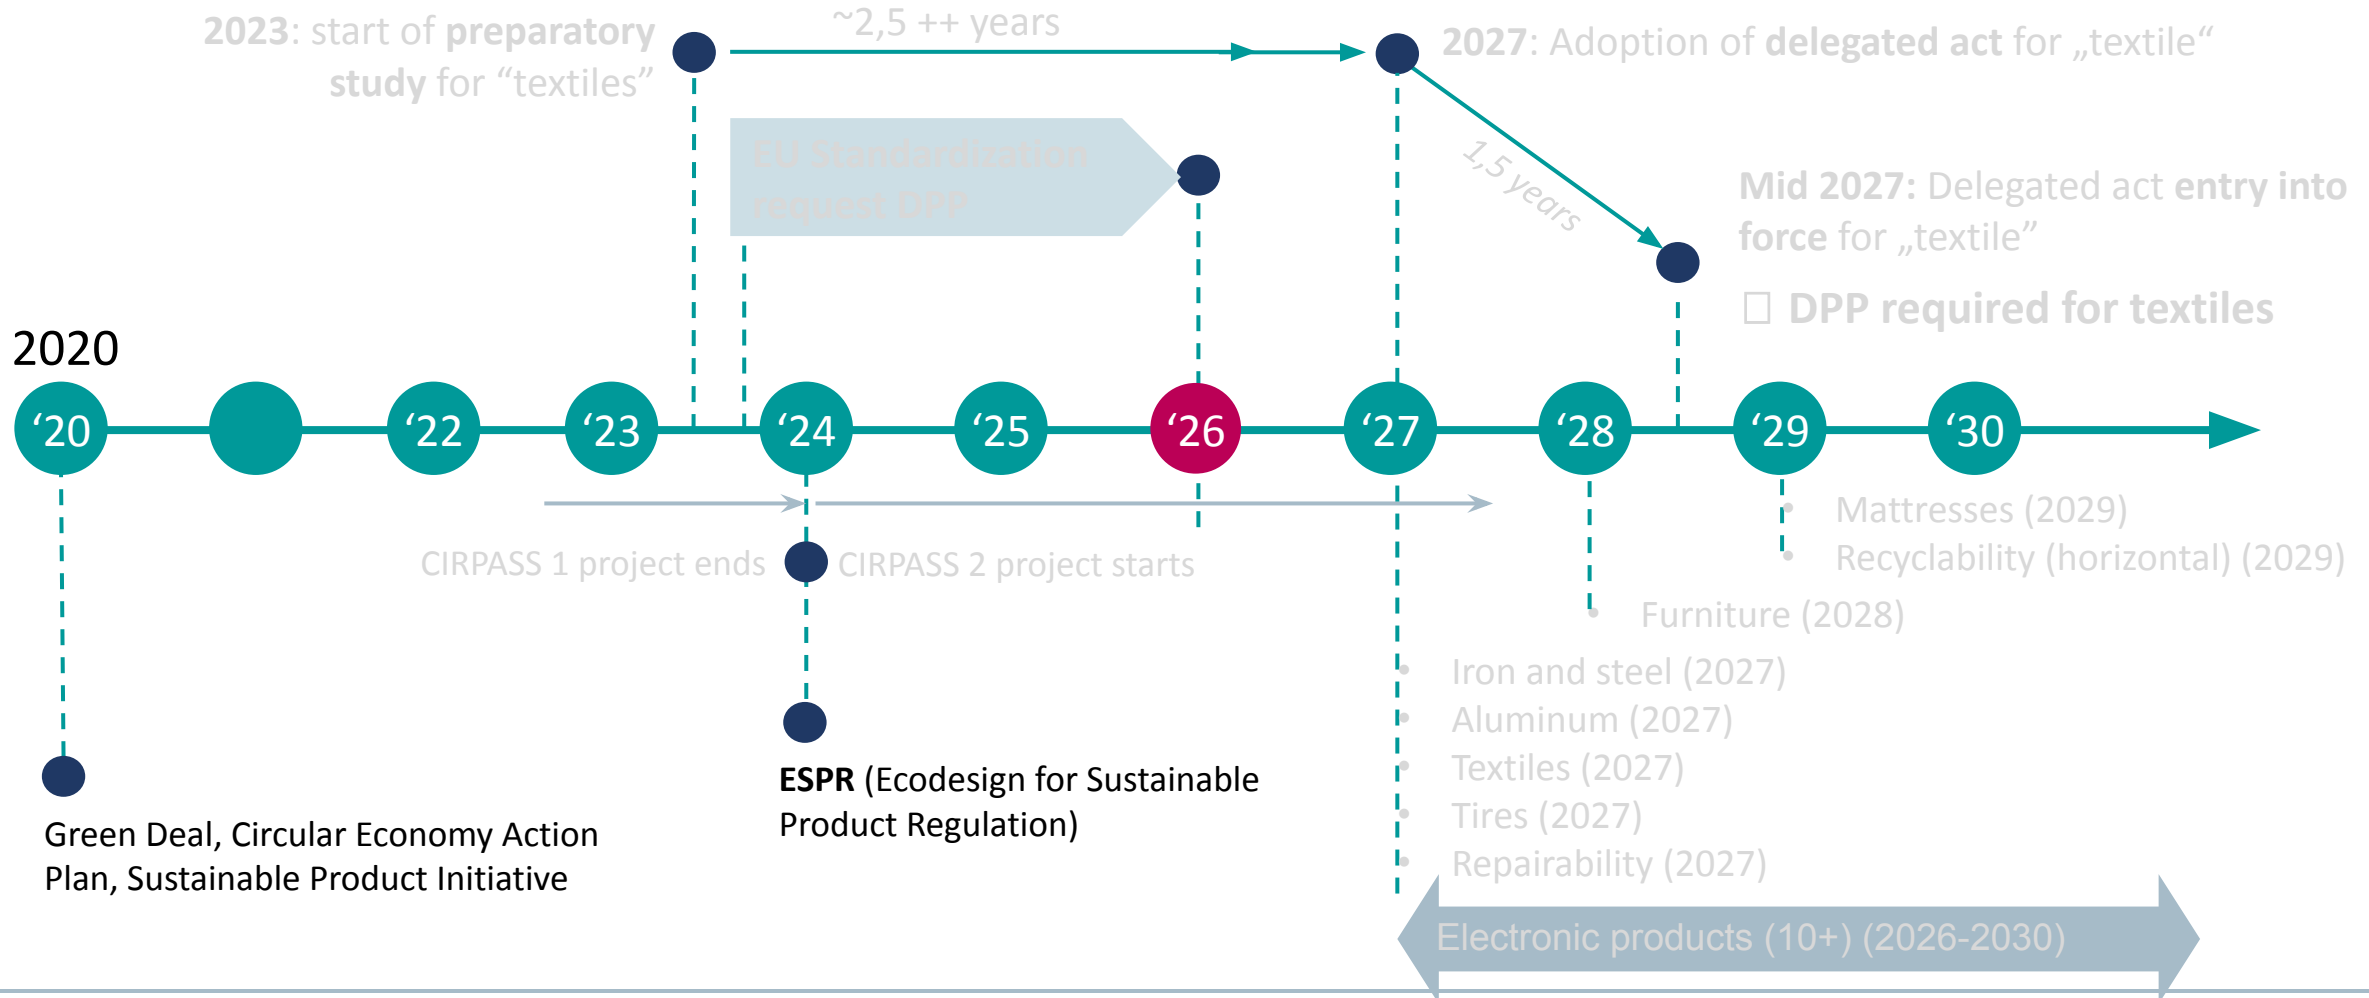 2023: start of preparatory
study for “textiles”
~2,5 ++ years
2027: Adoption of delegated act for „textile“
EU Standardization
request DPP
1,5 years
Mid 2027: Delegated act entry into
force for „textile”
□ DPP required for textiles
2020
‘20
‘22
‘23
‘24
‘25
‘26
‘27
‘28
‘29
‘30
CIRPASS 1 project ends
CIRPASS 2 project starts
• Mattresses (2029)
• Recyclability (horizontal) (2029)
• Furniture (2028)
• Iron and steel (2027)
• Aluminum (2027)
• Textiles (2027)
• Tires (2027)
• Repairability (2027)
ESPR (Ecodesign for Sustainable
Product Regulation)
Green Deal, Circular Economy Action
Plan, Sustainable Product Initiative
Electronic products (10+) (2026-2030)